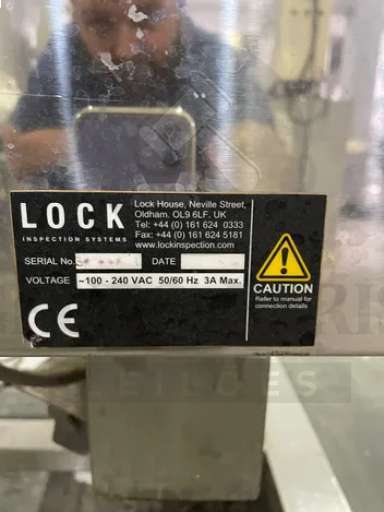 LOCK
INSPECTION SYSTEMS
Lock House, Neville Street,
Oldham. OL9 6LF. UK
Tel: +44 (0) 161 624 0333
Fax: +44 (0) 161 624 5181
www.lockinspection.com
SERIAL No.
DATE
VOLTAGE ~100 - 240 VAC 50/60 Hz 3A Max.
CE
CAUTION
Refer to manual for
connection details
LEILÕES